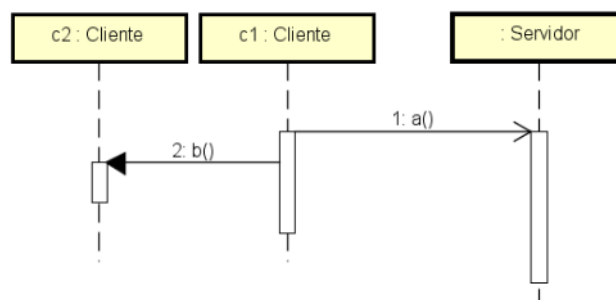 c2 : Cliente
c1 : Cliente
: Servidor
1: a()
2: b()